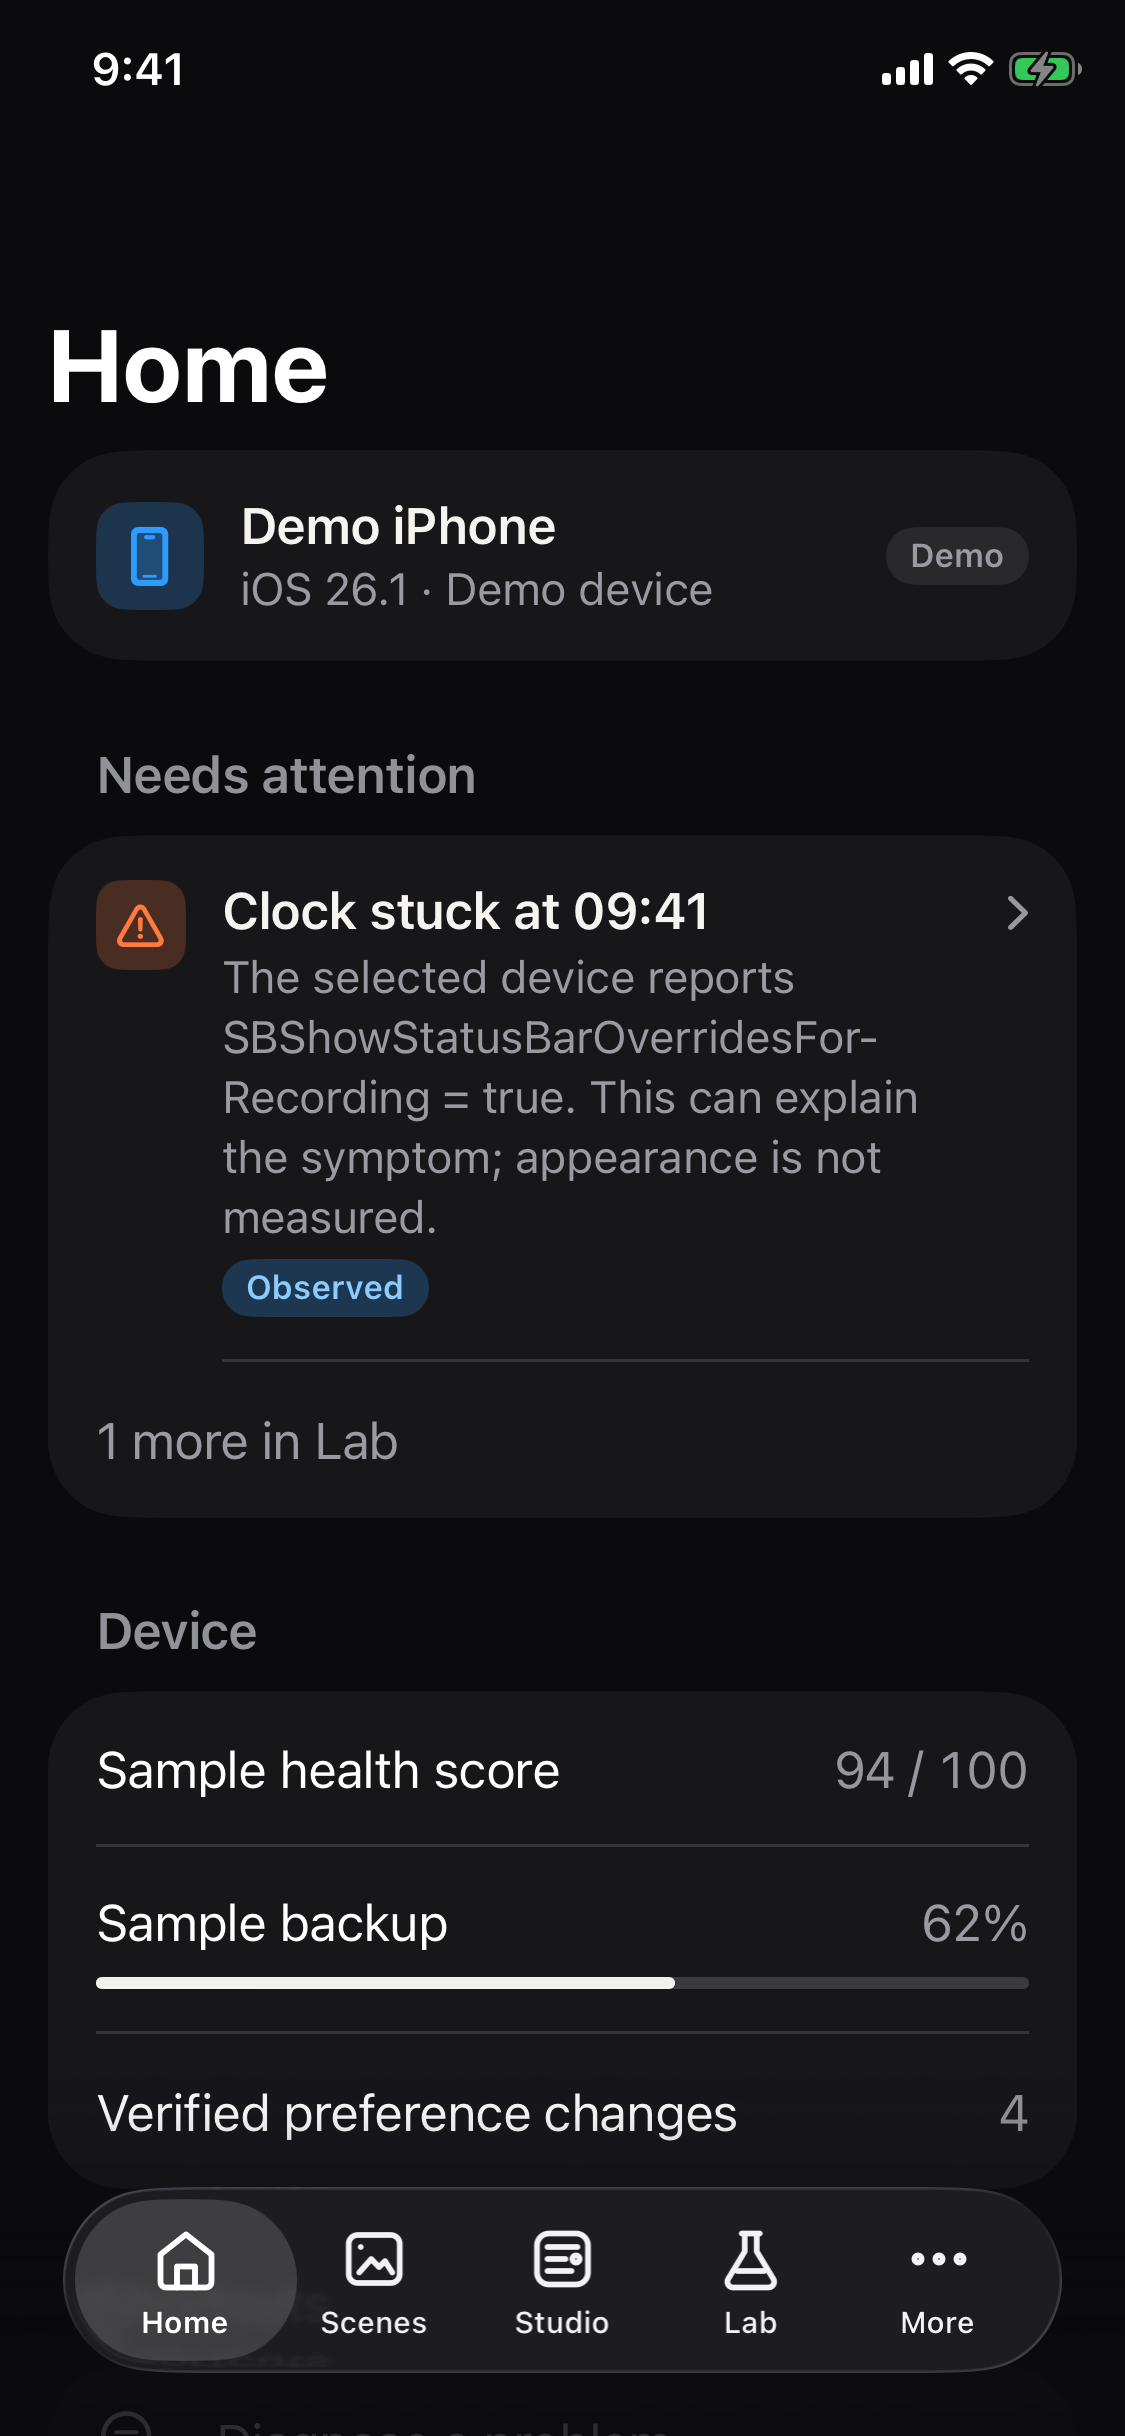 9:41
Home
Demo iPhone
iOS 26.1 · Demo device
Demo
Needs attention
Clock stuck at 09:41
The selected device reports
SBShowStatusBarOverridesFor-
Recording = true. This can explain
the symptom; appearance is not
measured.
Observed
1 more in Lab
Device
Sample health score
94 / 100
Sample backup
62%
Verified preference changes
4
Home
Scenes
Studio
Lab
More
Diagnose a problem